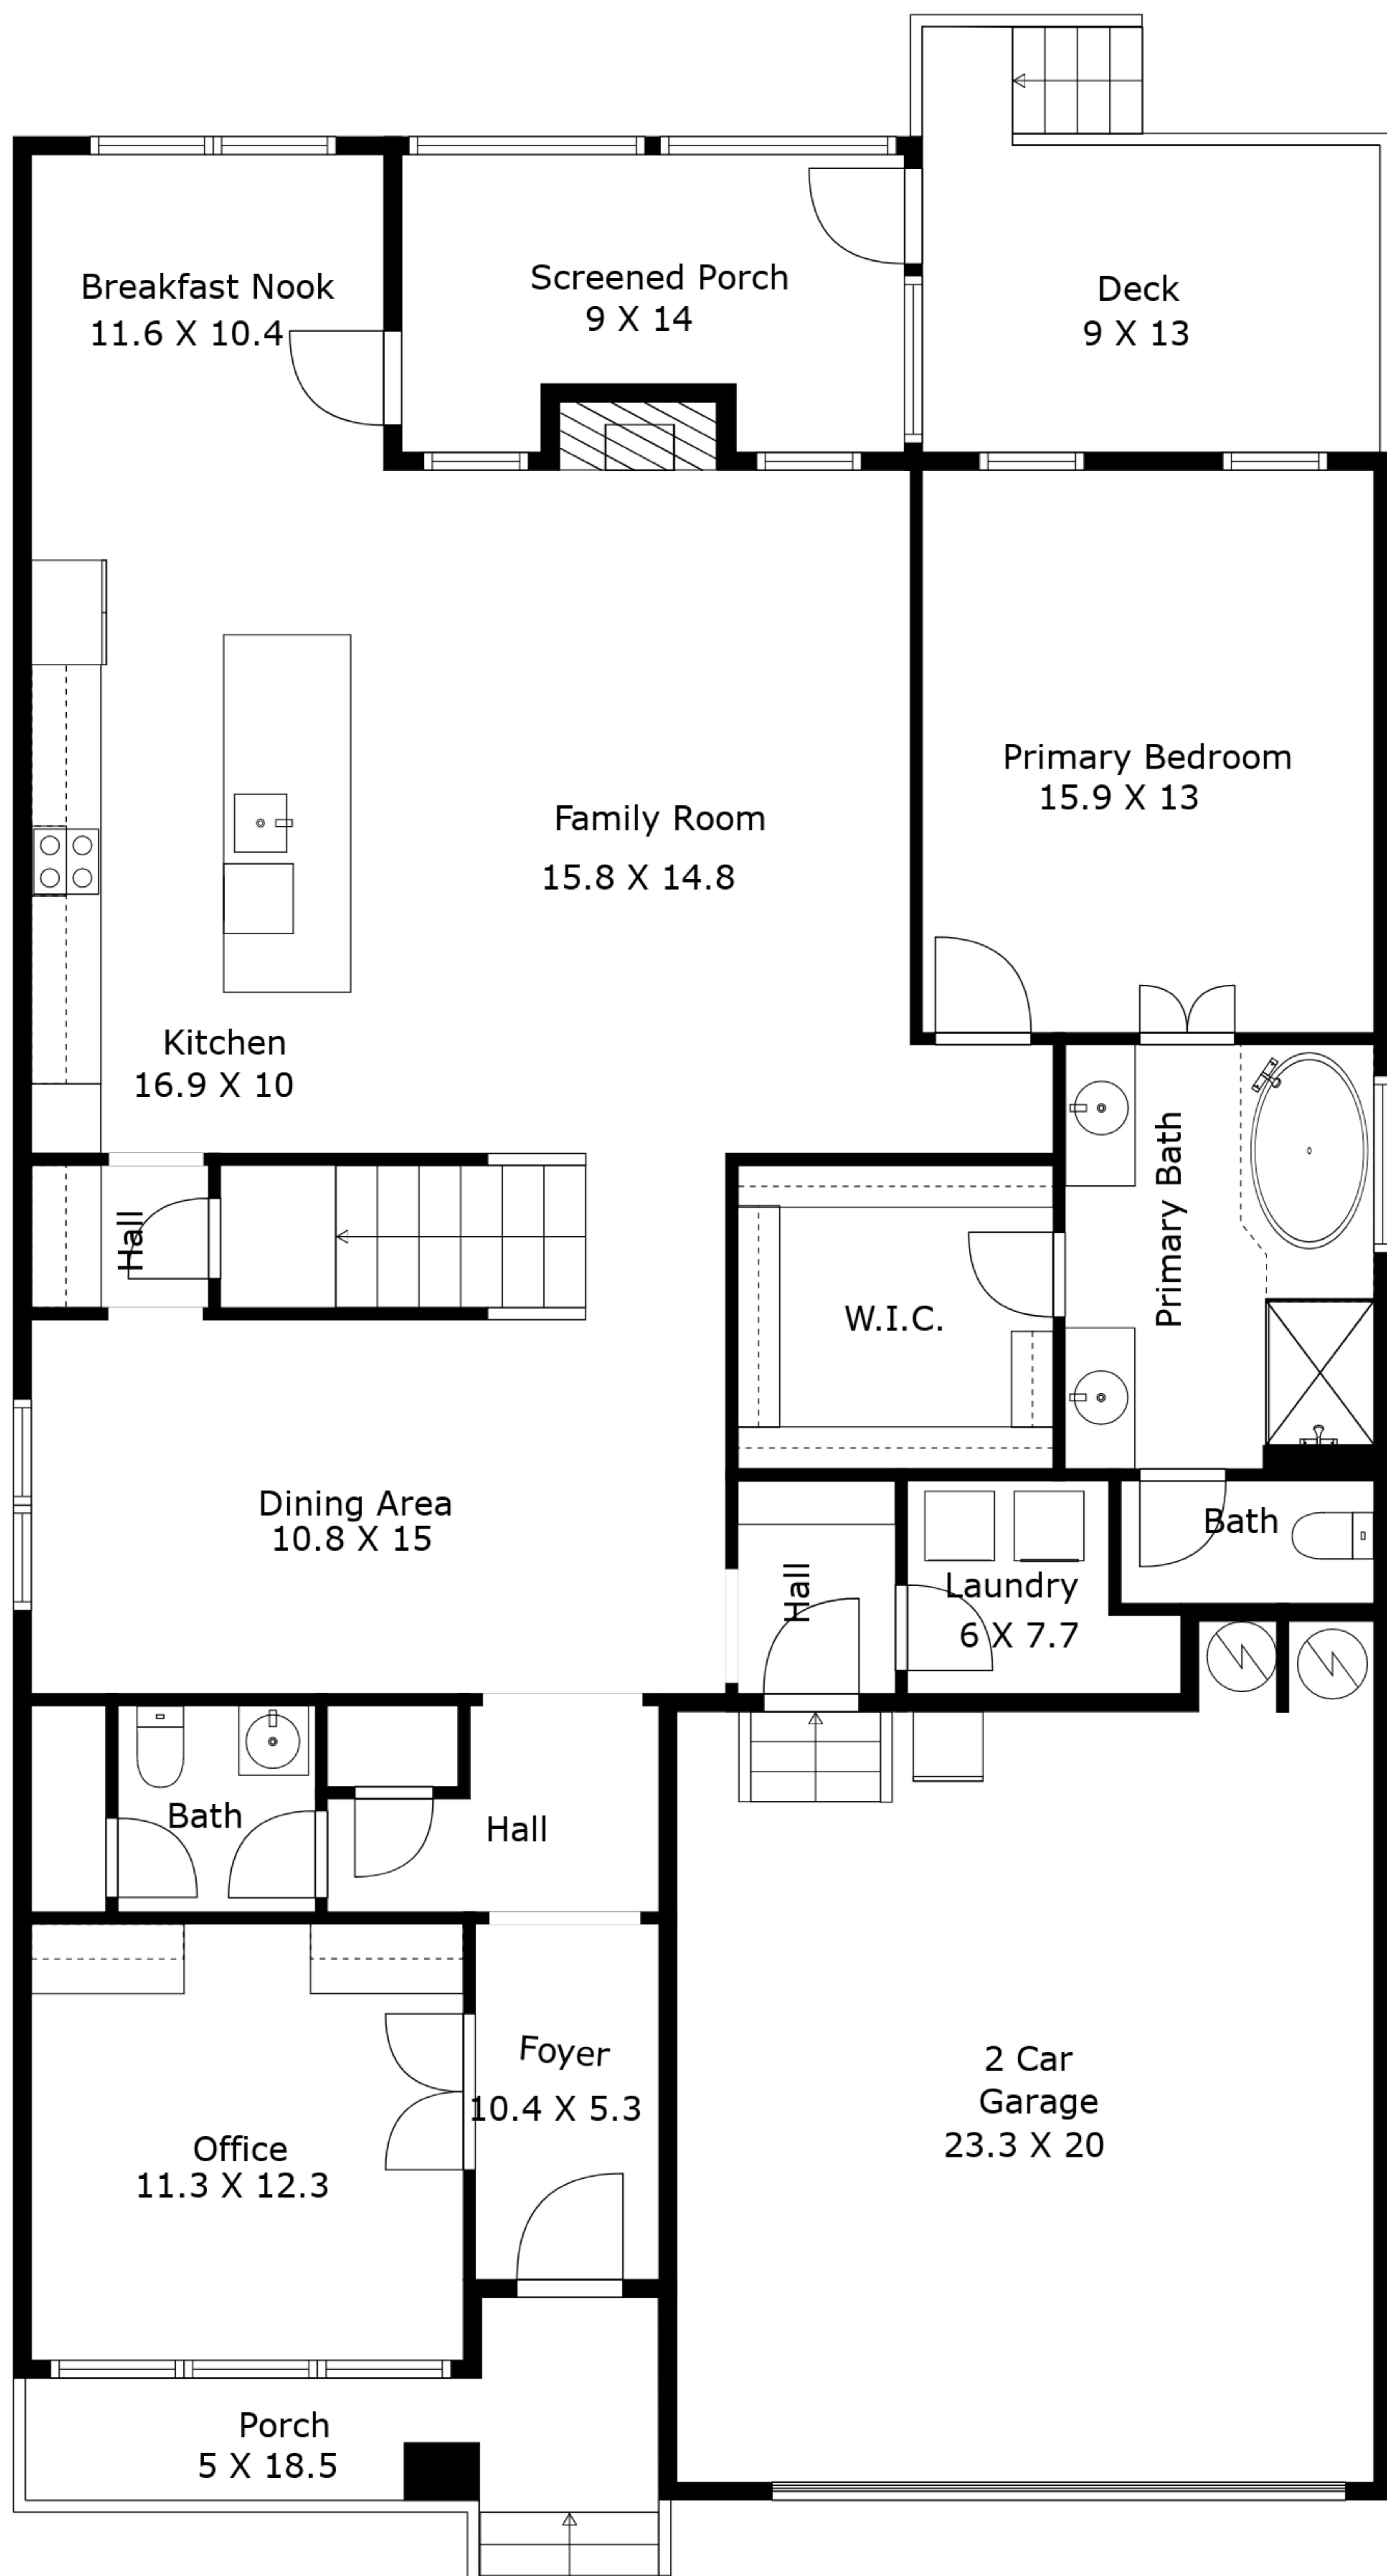 Breakfast Nook
11.6 X 10.4
Screened Porch
9 X 14
Deck
9 X 13
Primary Bedroom
15.9 X 13
Family Room
15.8 X 14.8
Kitchen
16.9 X 10
Primary Bath
Hall
W.I.C.
Dining Area
10.8 X 15
Hall
Laundry
6 X 7.7
Bath
Bath
Hall
Foyer
10.4 X 5.3
2 Car
Garage
23.3 X 20
Office
11.3 X 12.3
Porch
5 X 18.5